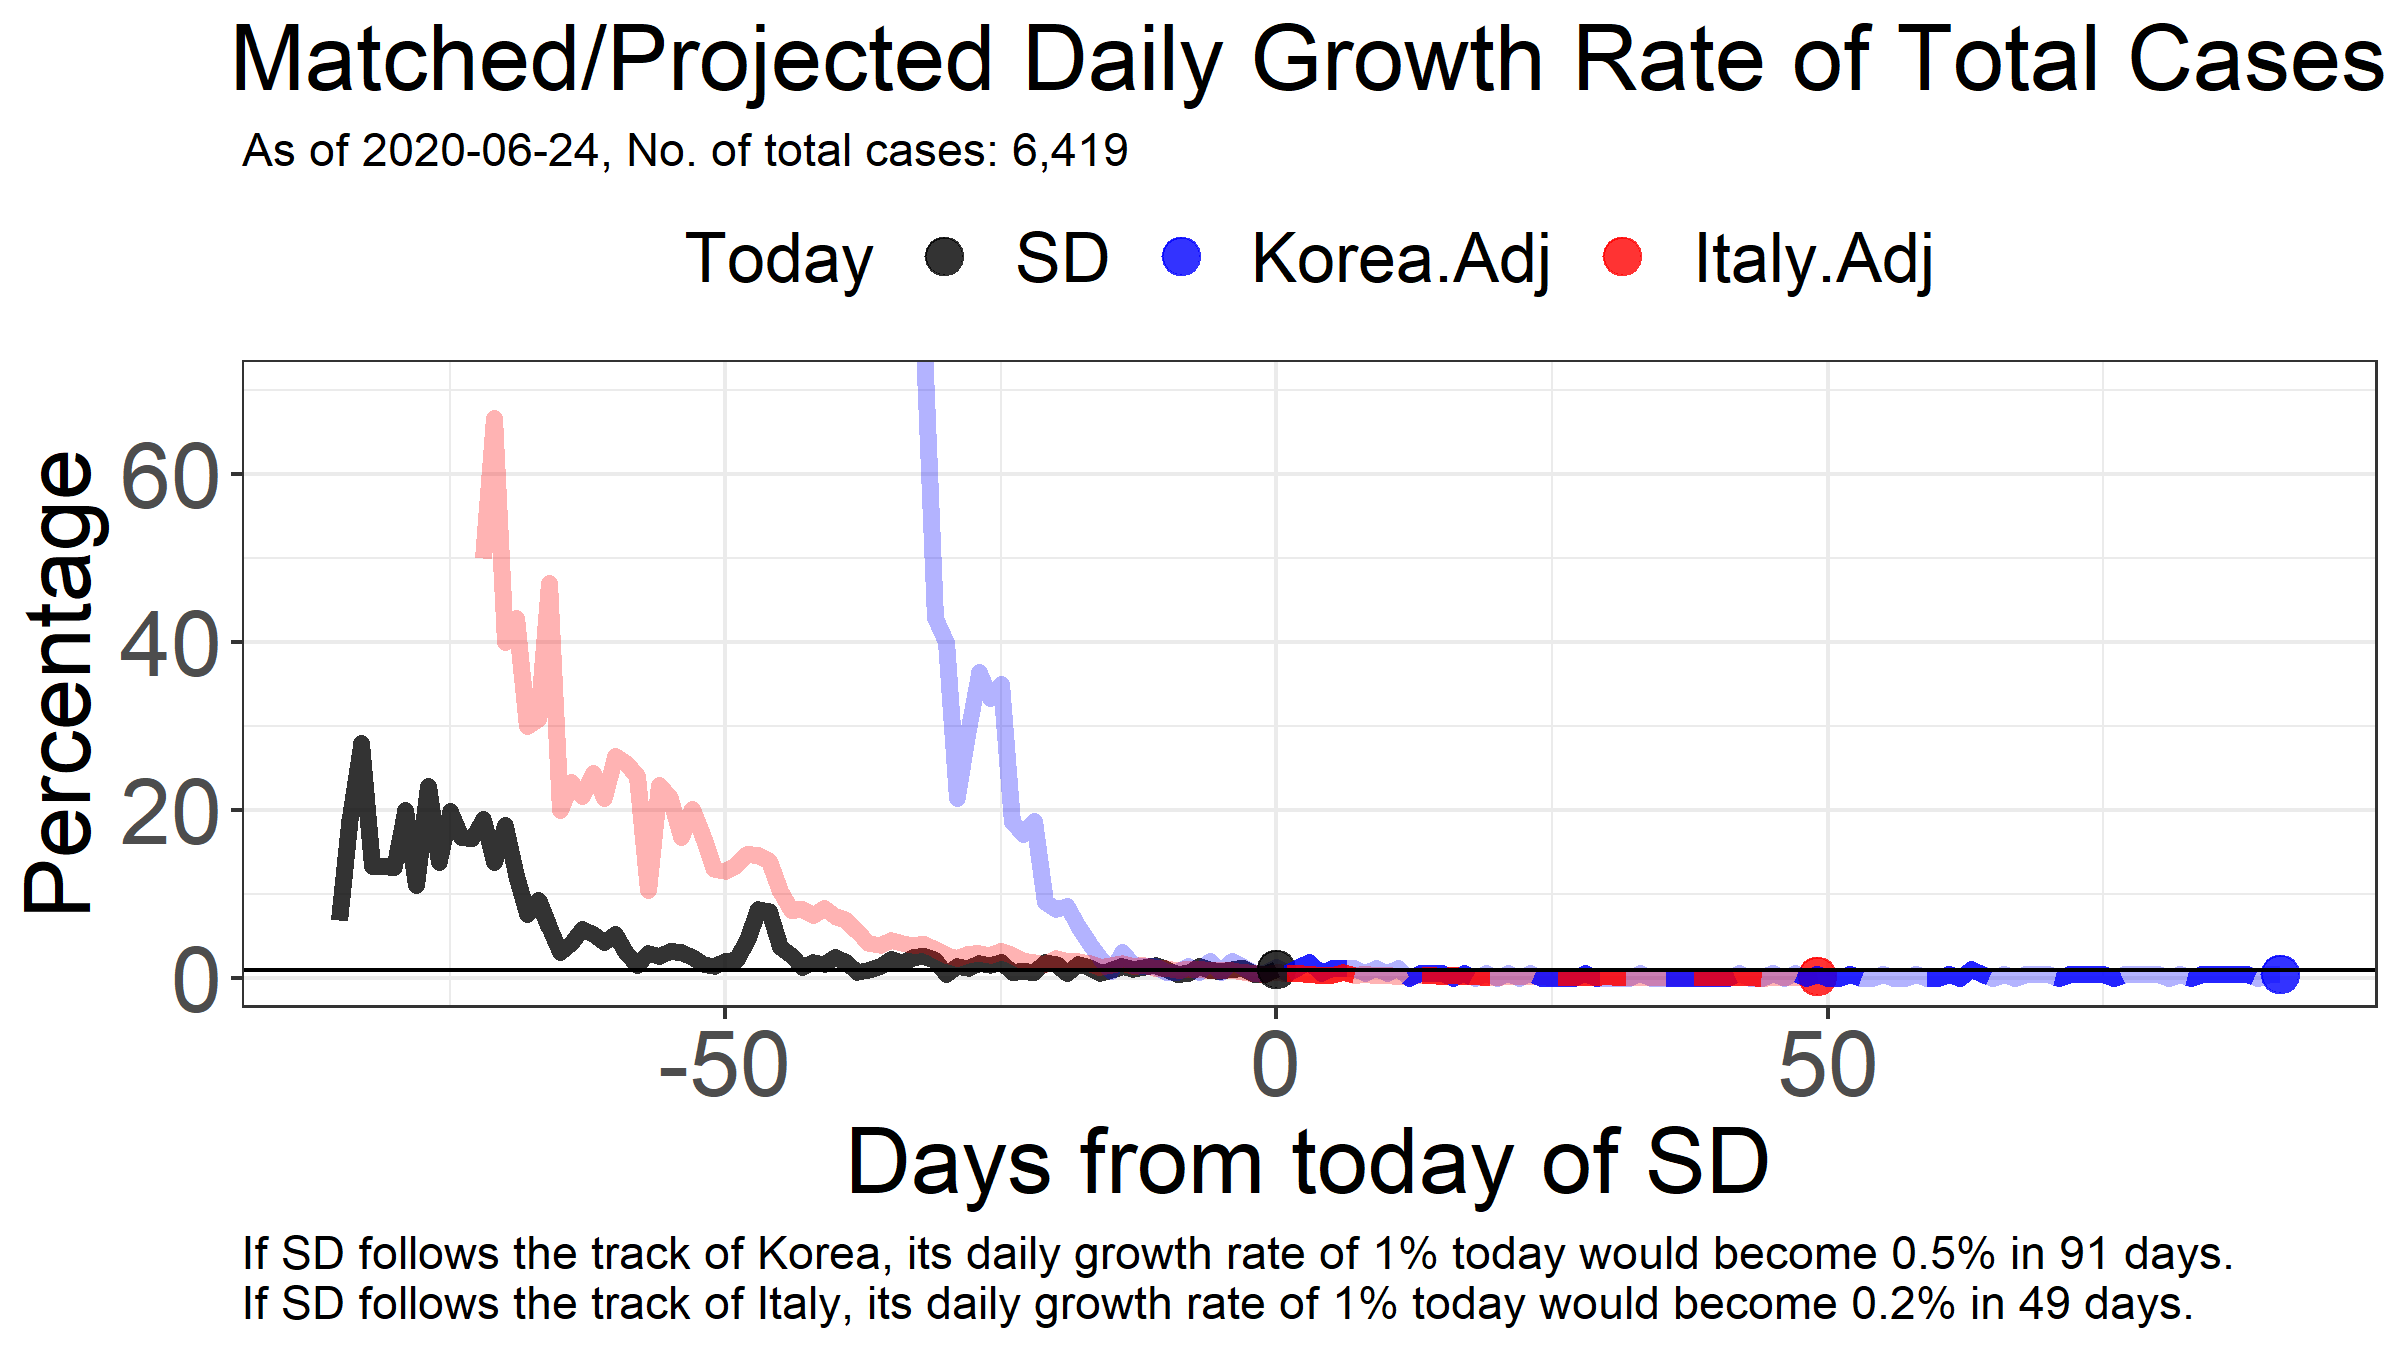 Matched/Projected Daily Growth Rate of Total Cases
As of 2020-06-24, No. of total cases: 6,419
Today SD Korea.Adj Italy.Adj
Percentage
60
40
20
0
-50 0 50
Days from today of SD
If SD follows the track of Korea, its daily growth rate of 1% today would become 0.5% in 91 days.
If SD follows the track of Italy, its daily growth rate of 1% today would become 0.2% in 49 days.